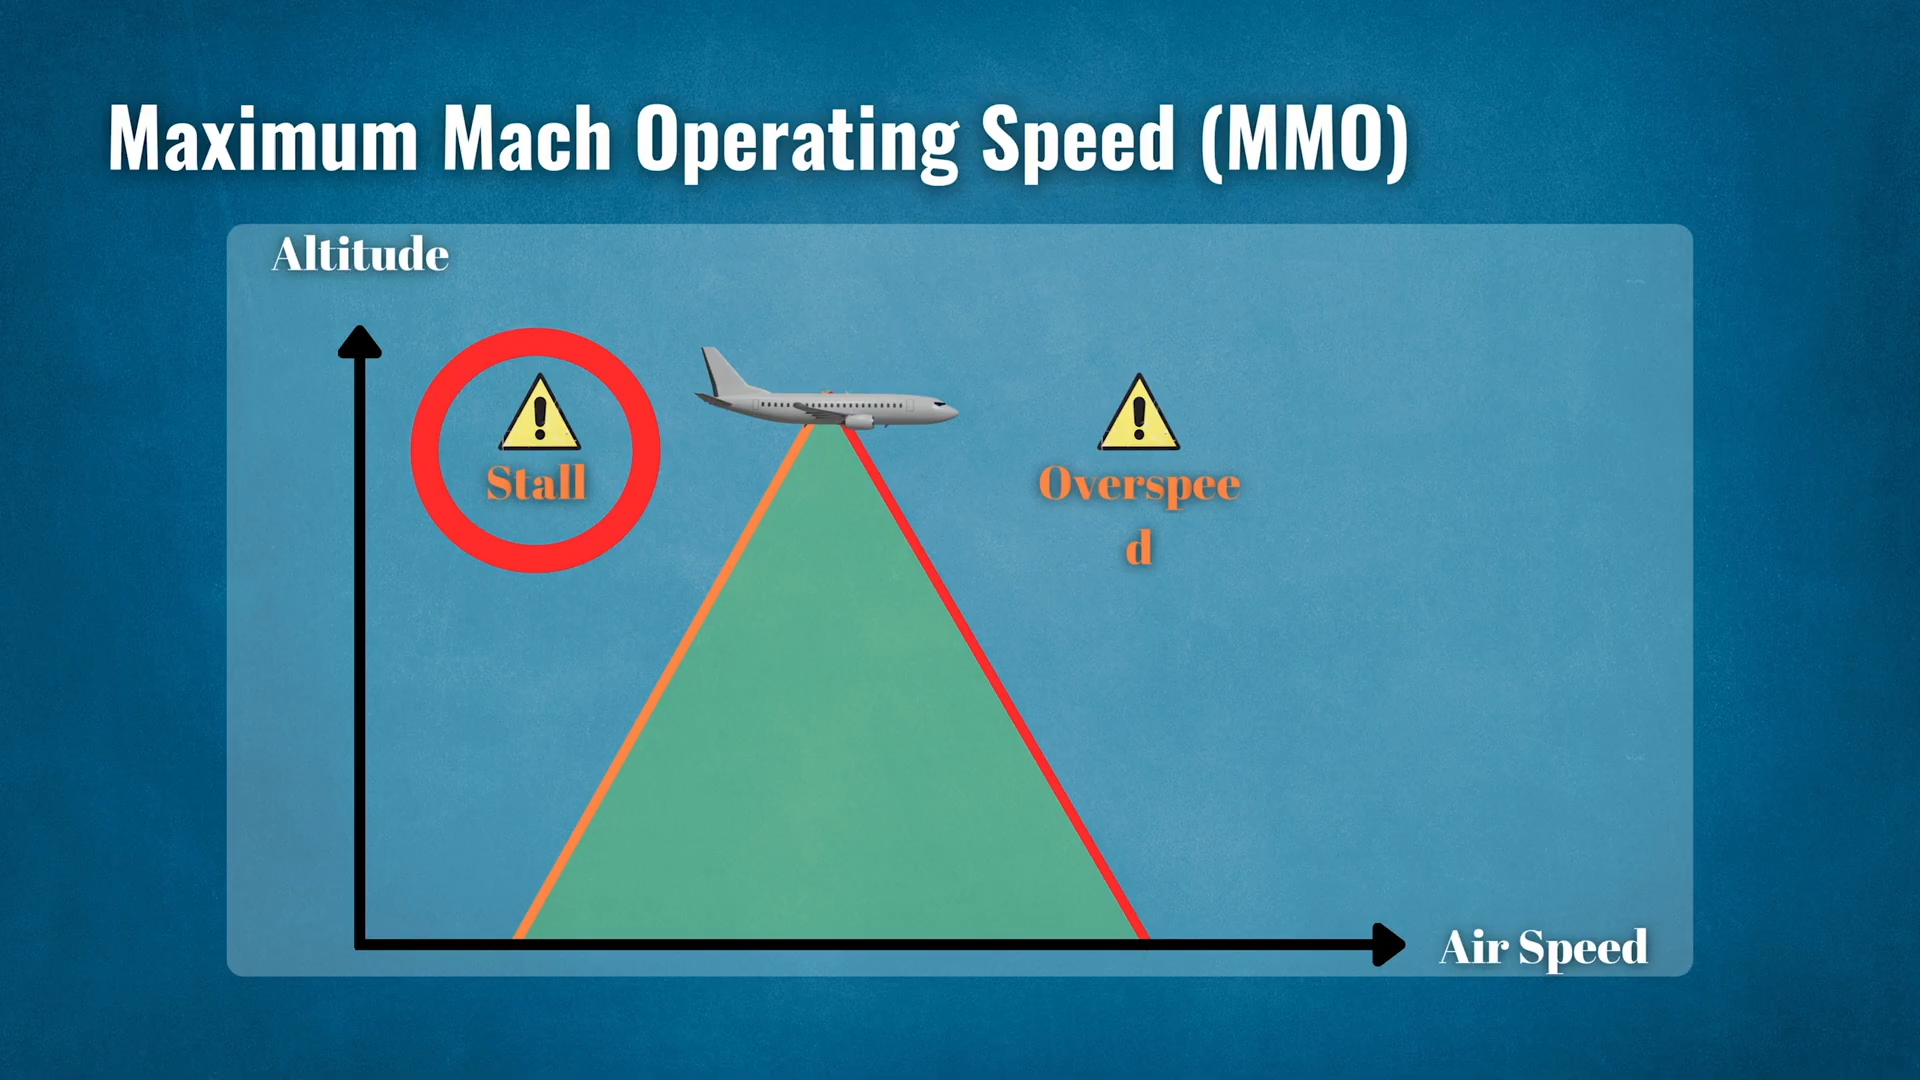 Maximum Mach Operating Speed (MMO)
Altitude
Stall
Overspee
d
Air Speed